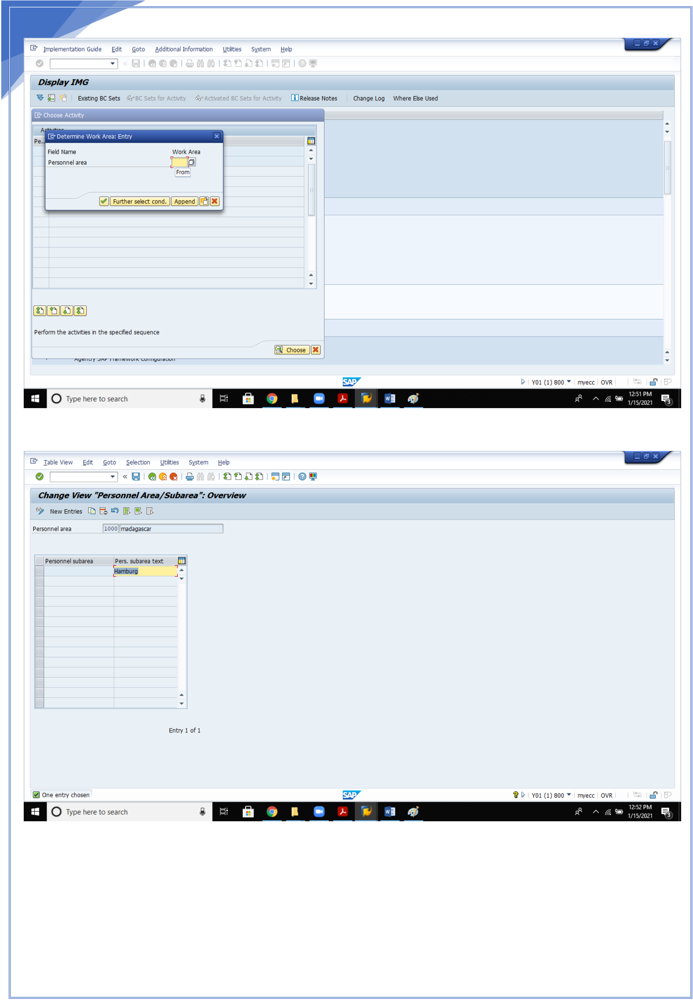 Implementation Guide Edit Goto Additional Information Utilities System Help
Display IMG
Existing BC Sets BC Sets for Activity Activated BC Sets for Activity Release Notes Change Log Where Else Used
Choose Activity
Activities
Determine Work Area: Entry
Pe..
Field Name Work Area
Personnel area
From
Further select cond. Append
Perform the activities in the specified sequence
Choose
Agentry SAP Framework Configuration
SAP Y01 (1) 800 myecc OVR
Type here to search 12:51 PM
1/15/2021 3
Table View Edit Goto Selection Utilities System Help
Change View "Personnel Area/Subarea": Overview
New Entries
Personnel area 1000 madagascar
Personnel subarea Pers. subarea text
Hamburg
Entry 1 of 1
One entry chosen SAP Y01 (1) 800 myecc OVR
Type here to search 12:52 PM
1/15/2021 3